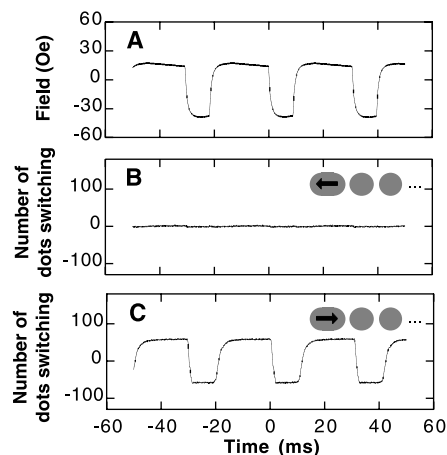 A
Field (Oe)
60
30
0
-30
-60
B
Number of
dots switching
100
0
-100
...
C
Number of
dots switching
100
0
-100
...
-60 -40 -20 0 20 40 60
Time (ms)